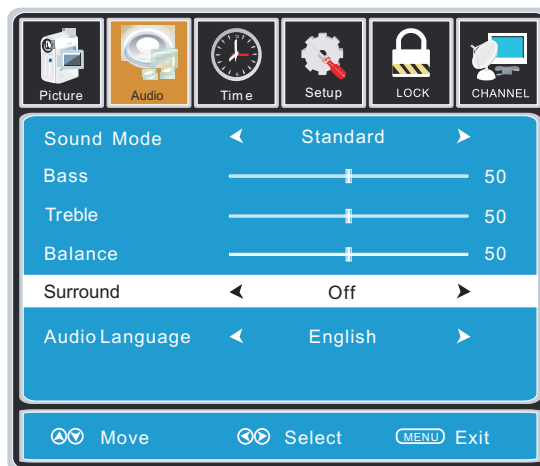 Picture Audio Time Setup LOCK CHANNEL
Sound Mode Standard
Bass 50
Treble 50
Balance 50
Surround Off
Audio Language English
Move Select MENU Exit